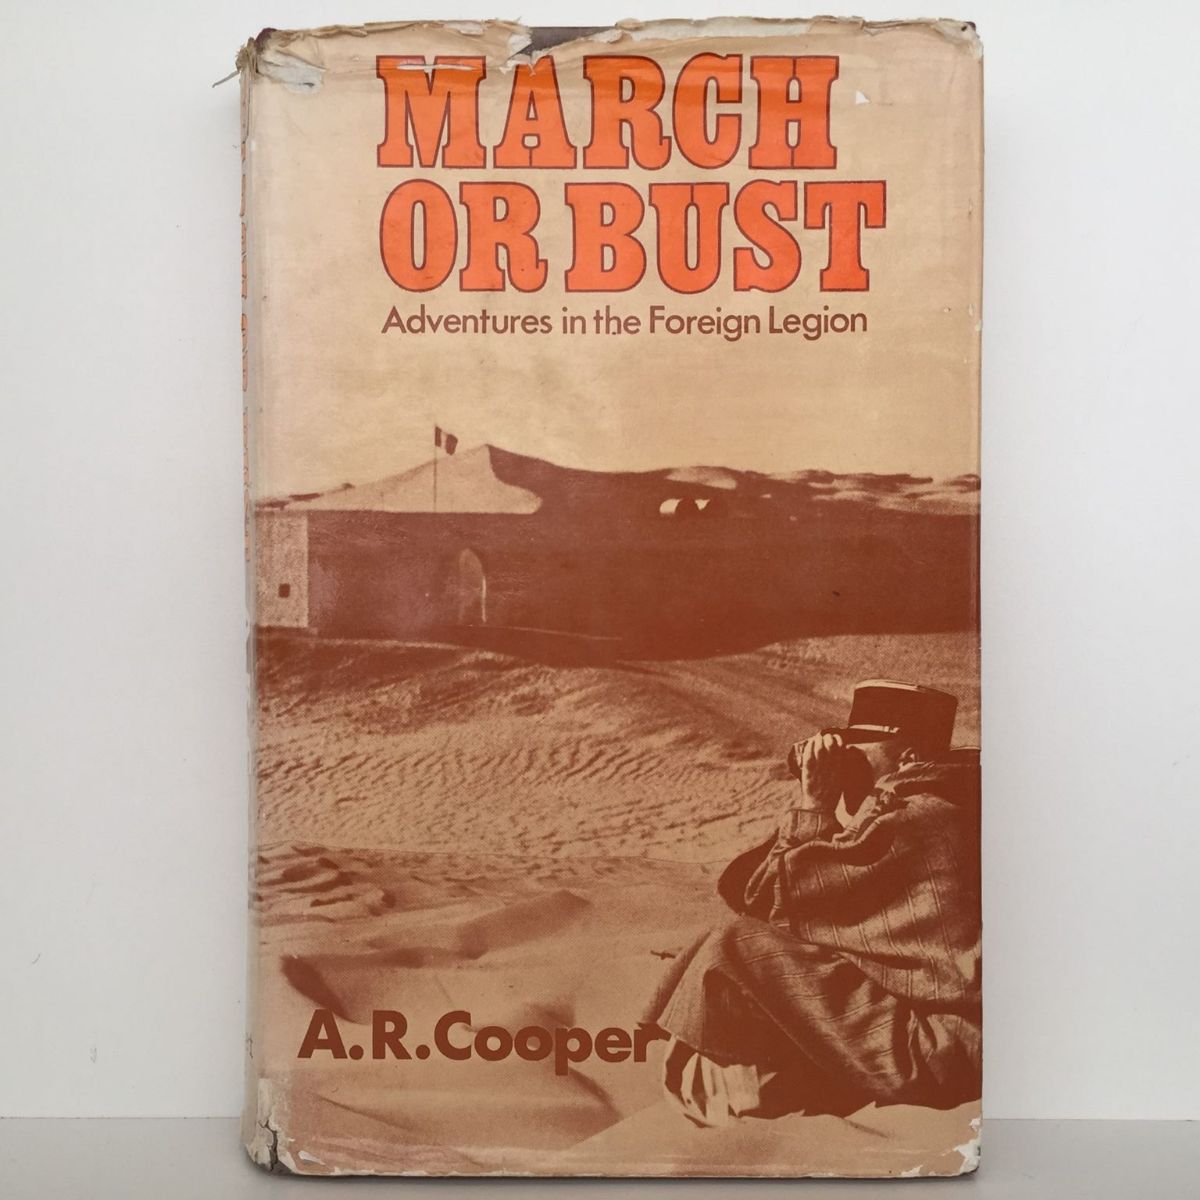 MARCH
OR BUST
Adventures in the Foreign Legion
A.R.Cooper